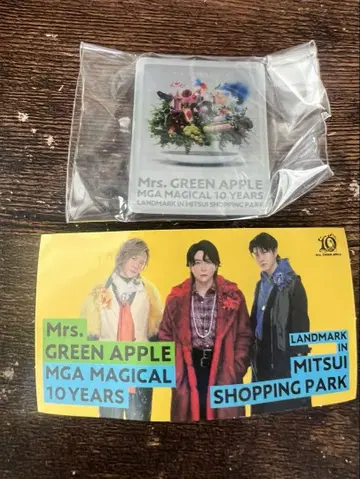 Mrs. GREEN APPLE
MGA MAGICAL 10 YEARS
LANDMARK IN MITSUI SHOPPING PARK
10
Mrs.
GREEN APPLE
MGA MAGICAL
10 YEARS
LANDMARK
IN
MITSUI
SHOPPING PARK